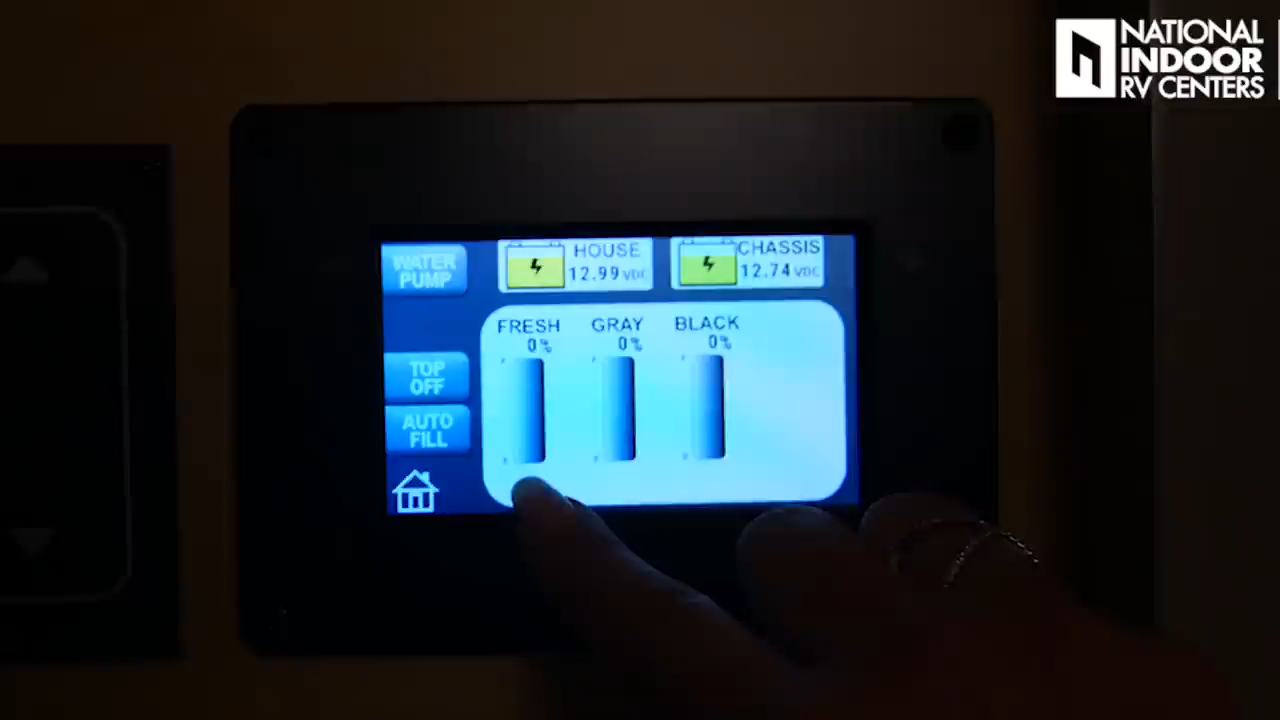 NATIONAL
INDOOR
RV CENTERS
WATER
PUMP
HOUSE
12.99 VDC
CHASSIS
12.74 VDC
FRESH
0%
GRAY
0%
BLACK
0%
TOP
OFF
AUTO
FILL